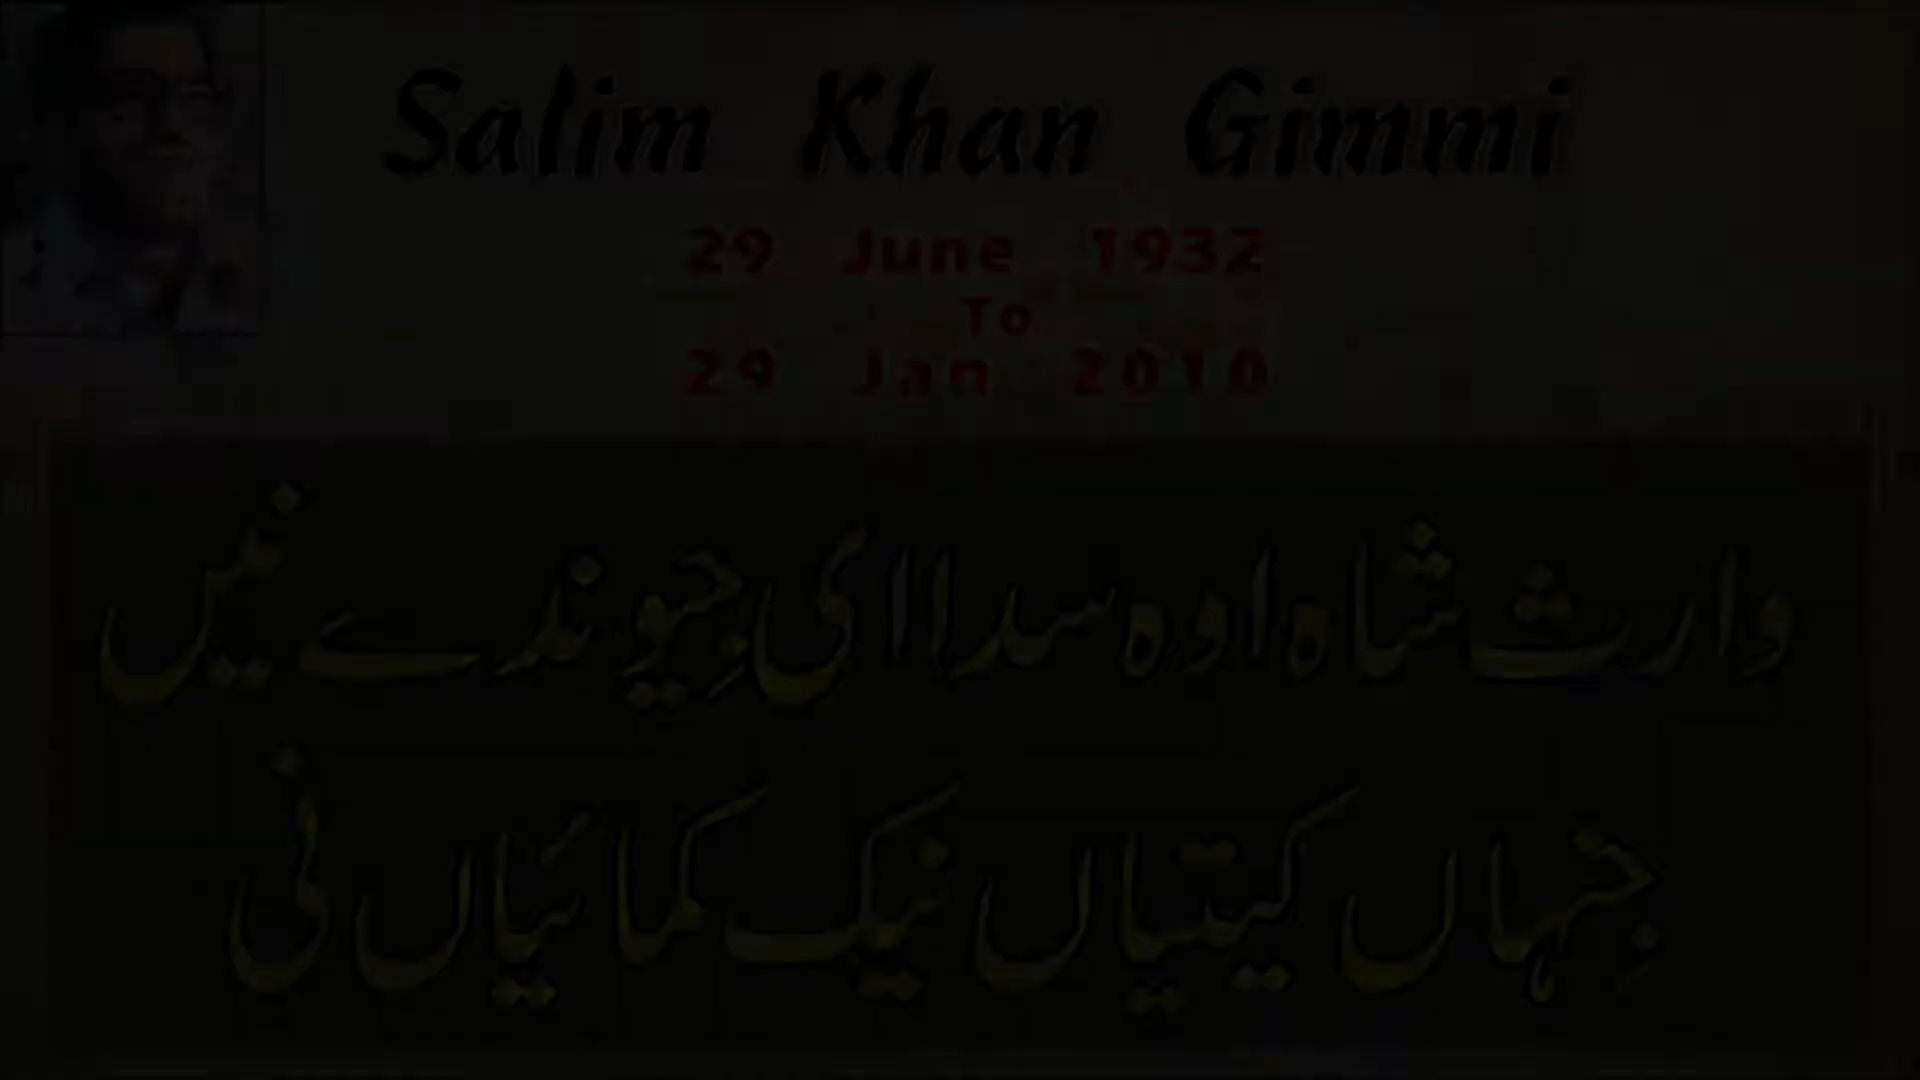 Salim Khan Gimmi
29 June 1932
To
29 Jan 2010
وارث شاہ اوہ سدا ای جیوندے نیں
جنہاں کیتیاں نیک کمائیاں نی